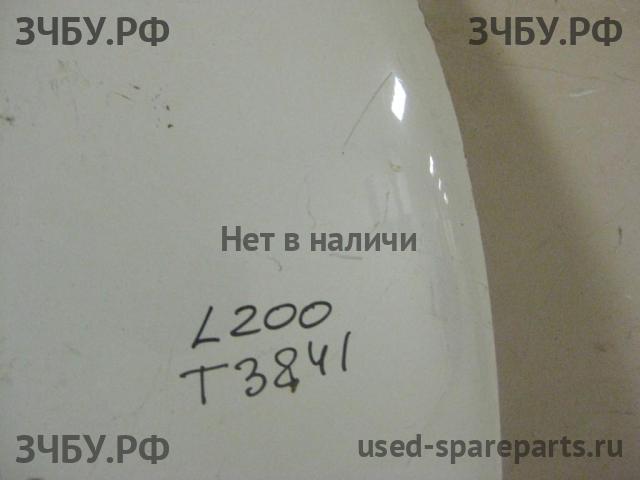 ЗЧБУ.РФ ЗЧБУ.РФ
Нет в наличи
L200
T3841
ЗЧБУ.РФ used-spareparts.ru